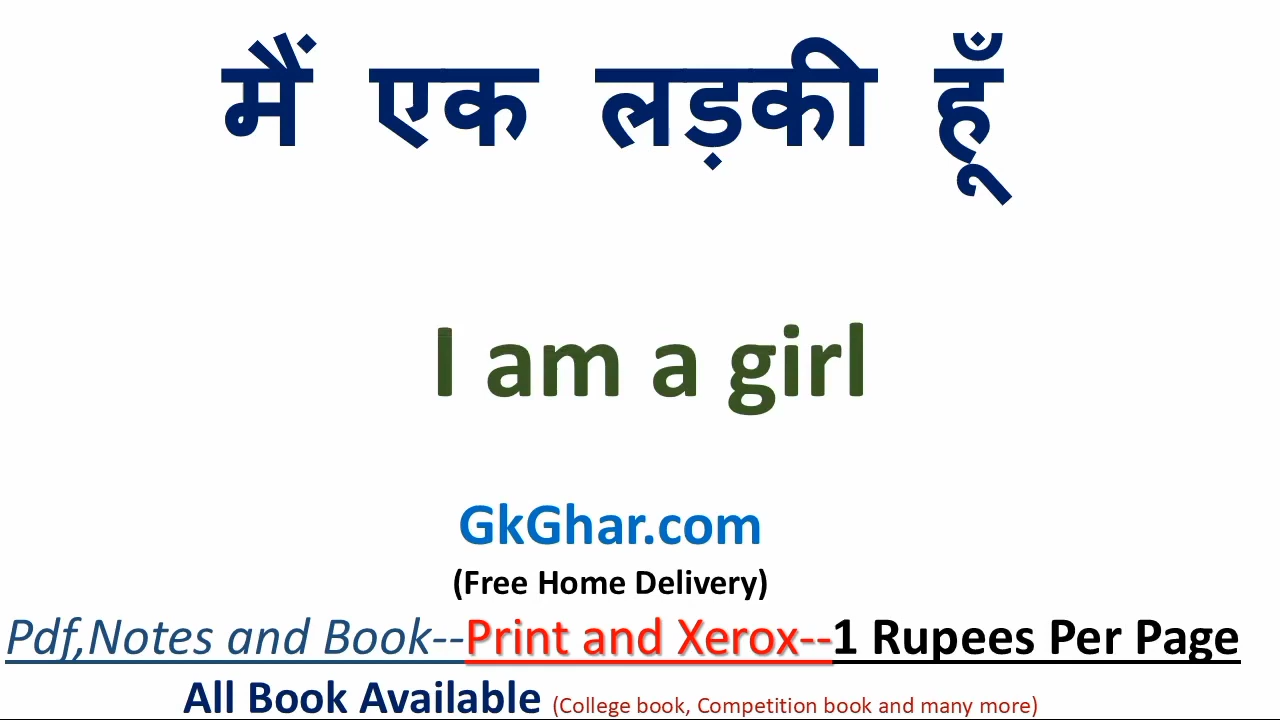 मैं एक लड़की हूँ
I am a girl
GkGhar.com
(Free Home Delivery)
Pdf,Notes and Book--Print and Xerox--1 Rupees Per Page
All Book Available (College book, Competition book and many more)